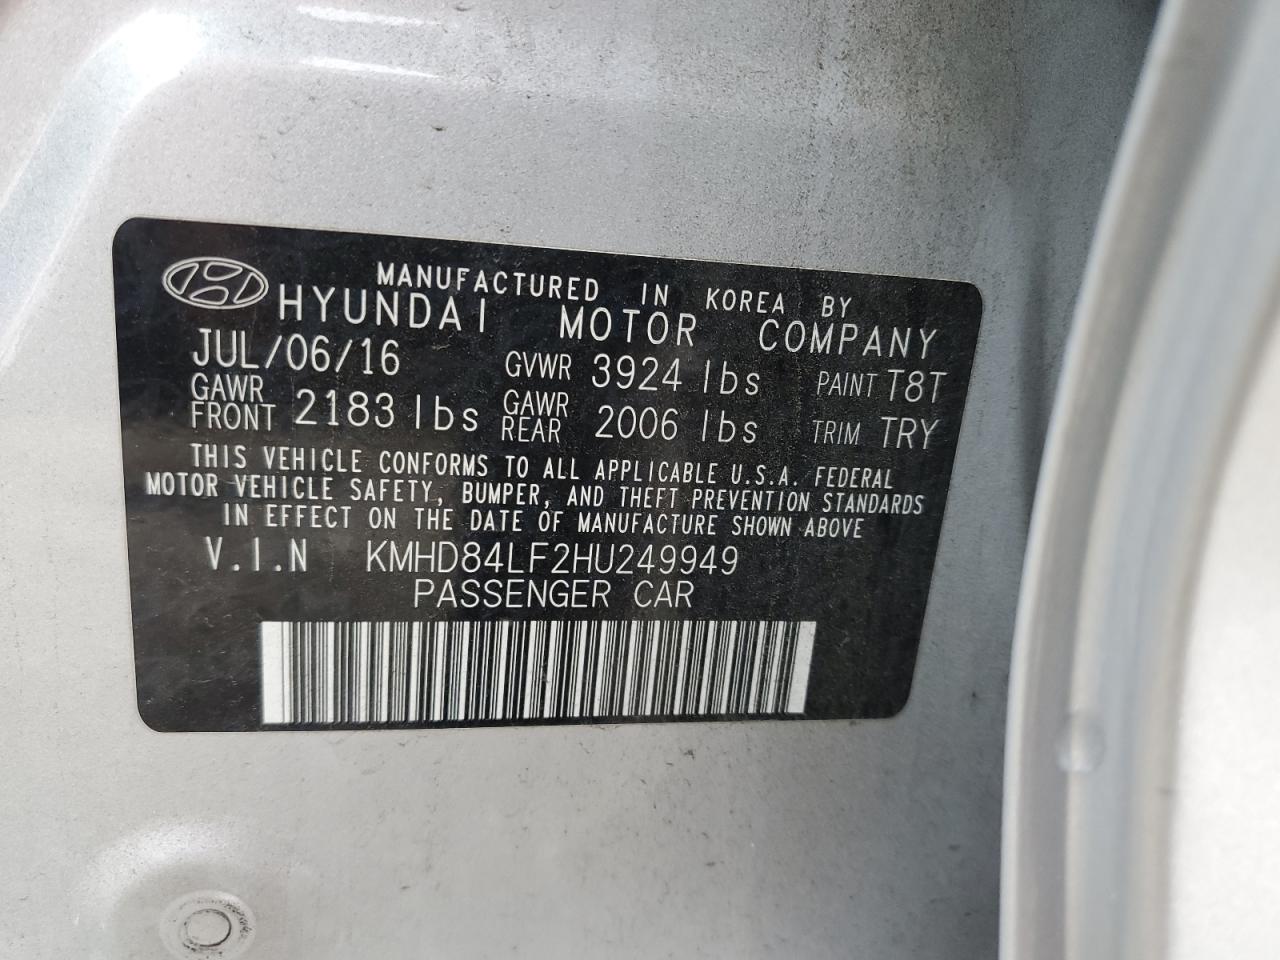 MANUFACTURED IN KOREA BY
HYUNDAI MOTOR COMPANY
JUL/06/16 GVWR 3924 lbs PAINT T8T
GAWR FRONT 2183 lbs GAWR REAR 2006 lbs TRIM TRY
THIS VEHICLE CONFORMS TO ALL APPLICABLE U.S.A. FEDERAL
MOTOR VEHICLE SAFETY, BUMPER, AND THEFT PREVENTION STANDARDS
IN EFFECT ON THE DATE OF MANUFACTURE SHOWN ABOVE
V.I.N KMHD84LF2HU249949
PASSENGER CAR